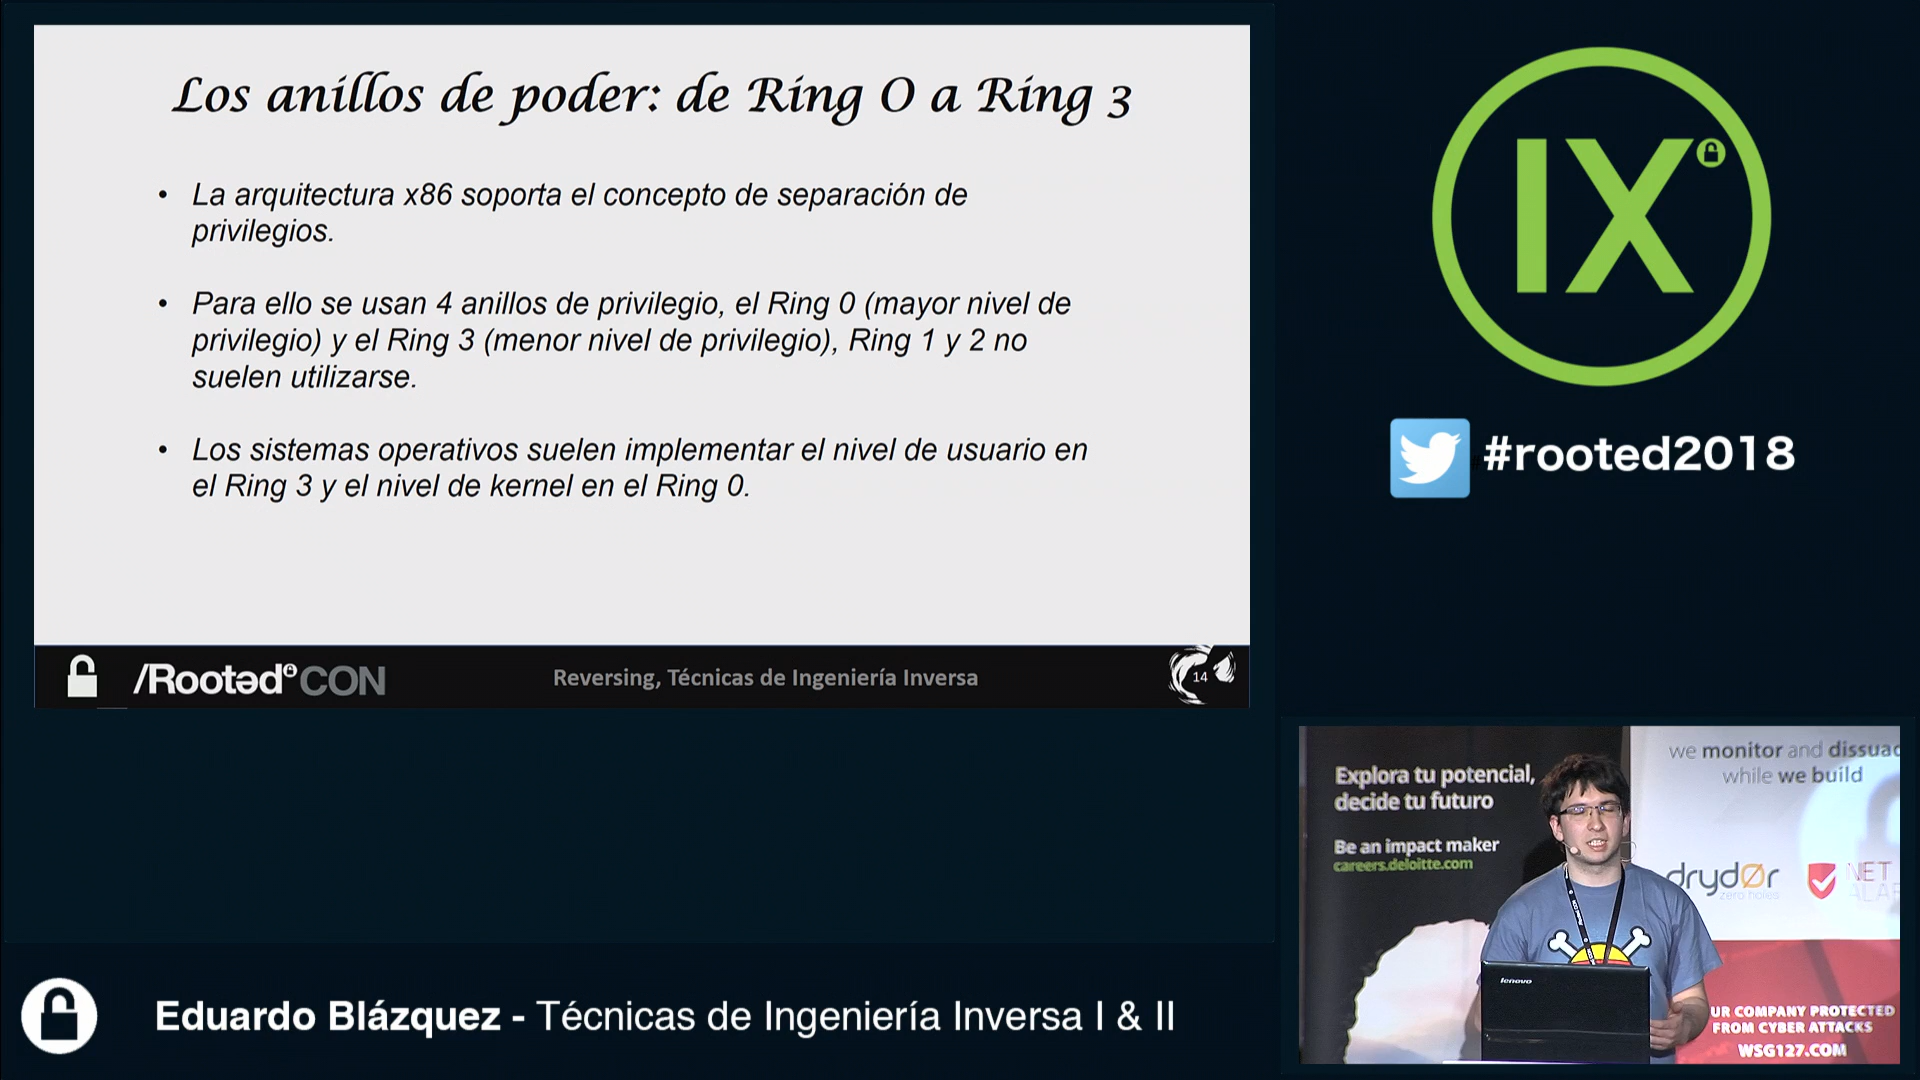 Los anillos de poder: de Ring 0 a Ring 3
• La arquitectura x86 soporta el concepto de separación de
privilegios.
• Para ello se usan 4 anillos de privilegio, el Ring 0 (mayor nivel de
privilegio) y el Ring 3 (menor nivel de privilegio), Ring 1 y 2 no
suelen utilizarse.
• Los sistemas operativos suelen implementar el nivel de usuario en
el Ring 3 y el nivel de kernel en el Ring 0.
/Rootəd CON
Reversing, Técnicas de Ingeniería Inversa
14
IX
#rooted2018
Explora tu potencial,
decide tu futuro
Be an impact maker
careers.deloitte.com
we monitor and dissuad
while we build
drydØr
zero holes
NET
lenovo
UR COMPANY PROTECTED
FROM CYBER ATTACKS
WSG127.COM
Eduardo Blázquez - Técnicas de Ingeniería Inversa I & II